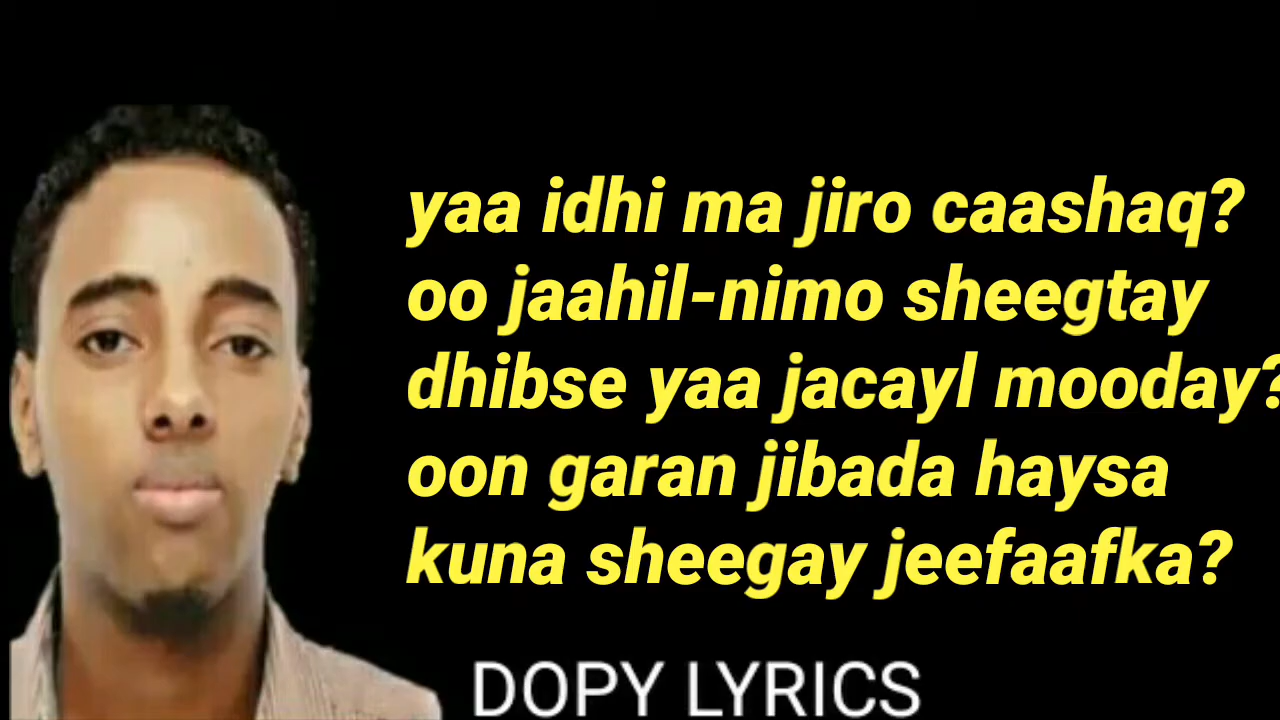 yaa idhi ma jiro caashaq?
oo jaahil-nimo sheegtay
dhibse yaa jacayl mooday?
oon garan jibada haysa
kuna sheegay jeefaafka?
DOPY LYRICS